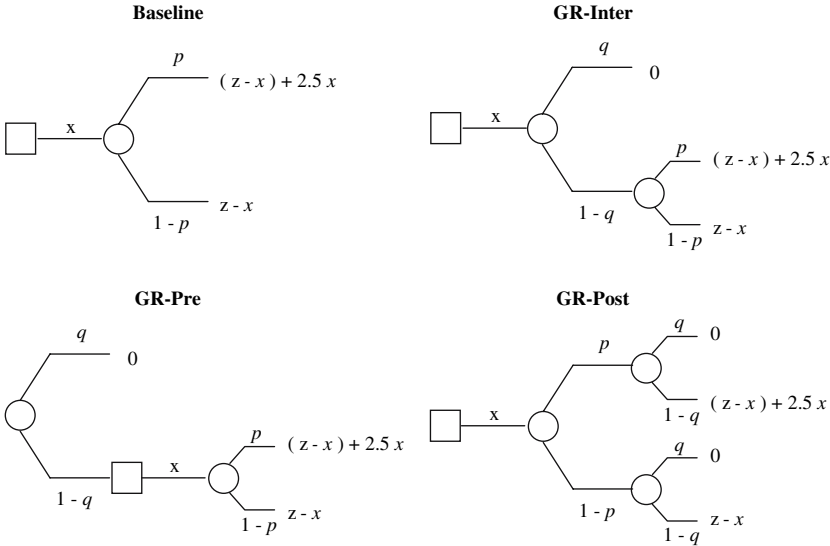 Baseline
p
( z - x ) + 2.5 x
x
z - x
1 - p
GR-Inter
q
0
x
p
( z - x ) + 2.5 x
1 - q
1 - p
z - x
GR-Pre
q
0
p
( z - x ) + 2.5 x
x
1 - q
1 - p
z - x
GR-Post
q
0
p
x
1 - q
( z - x ) + 2.5 x
q
0
1 - p
z - x
1 - q